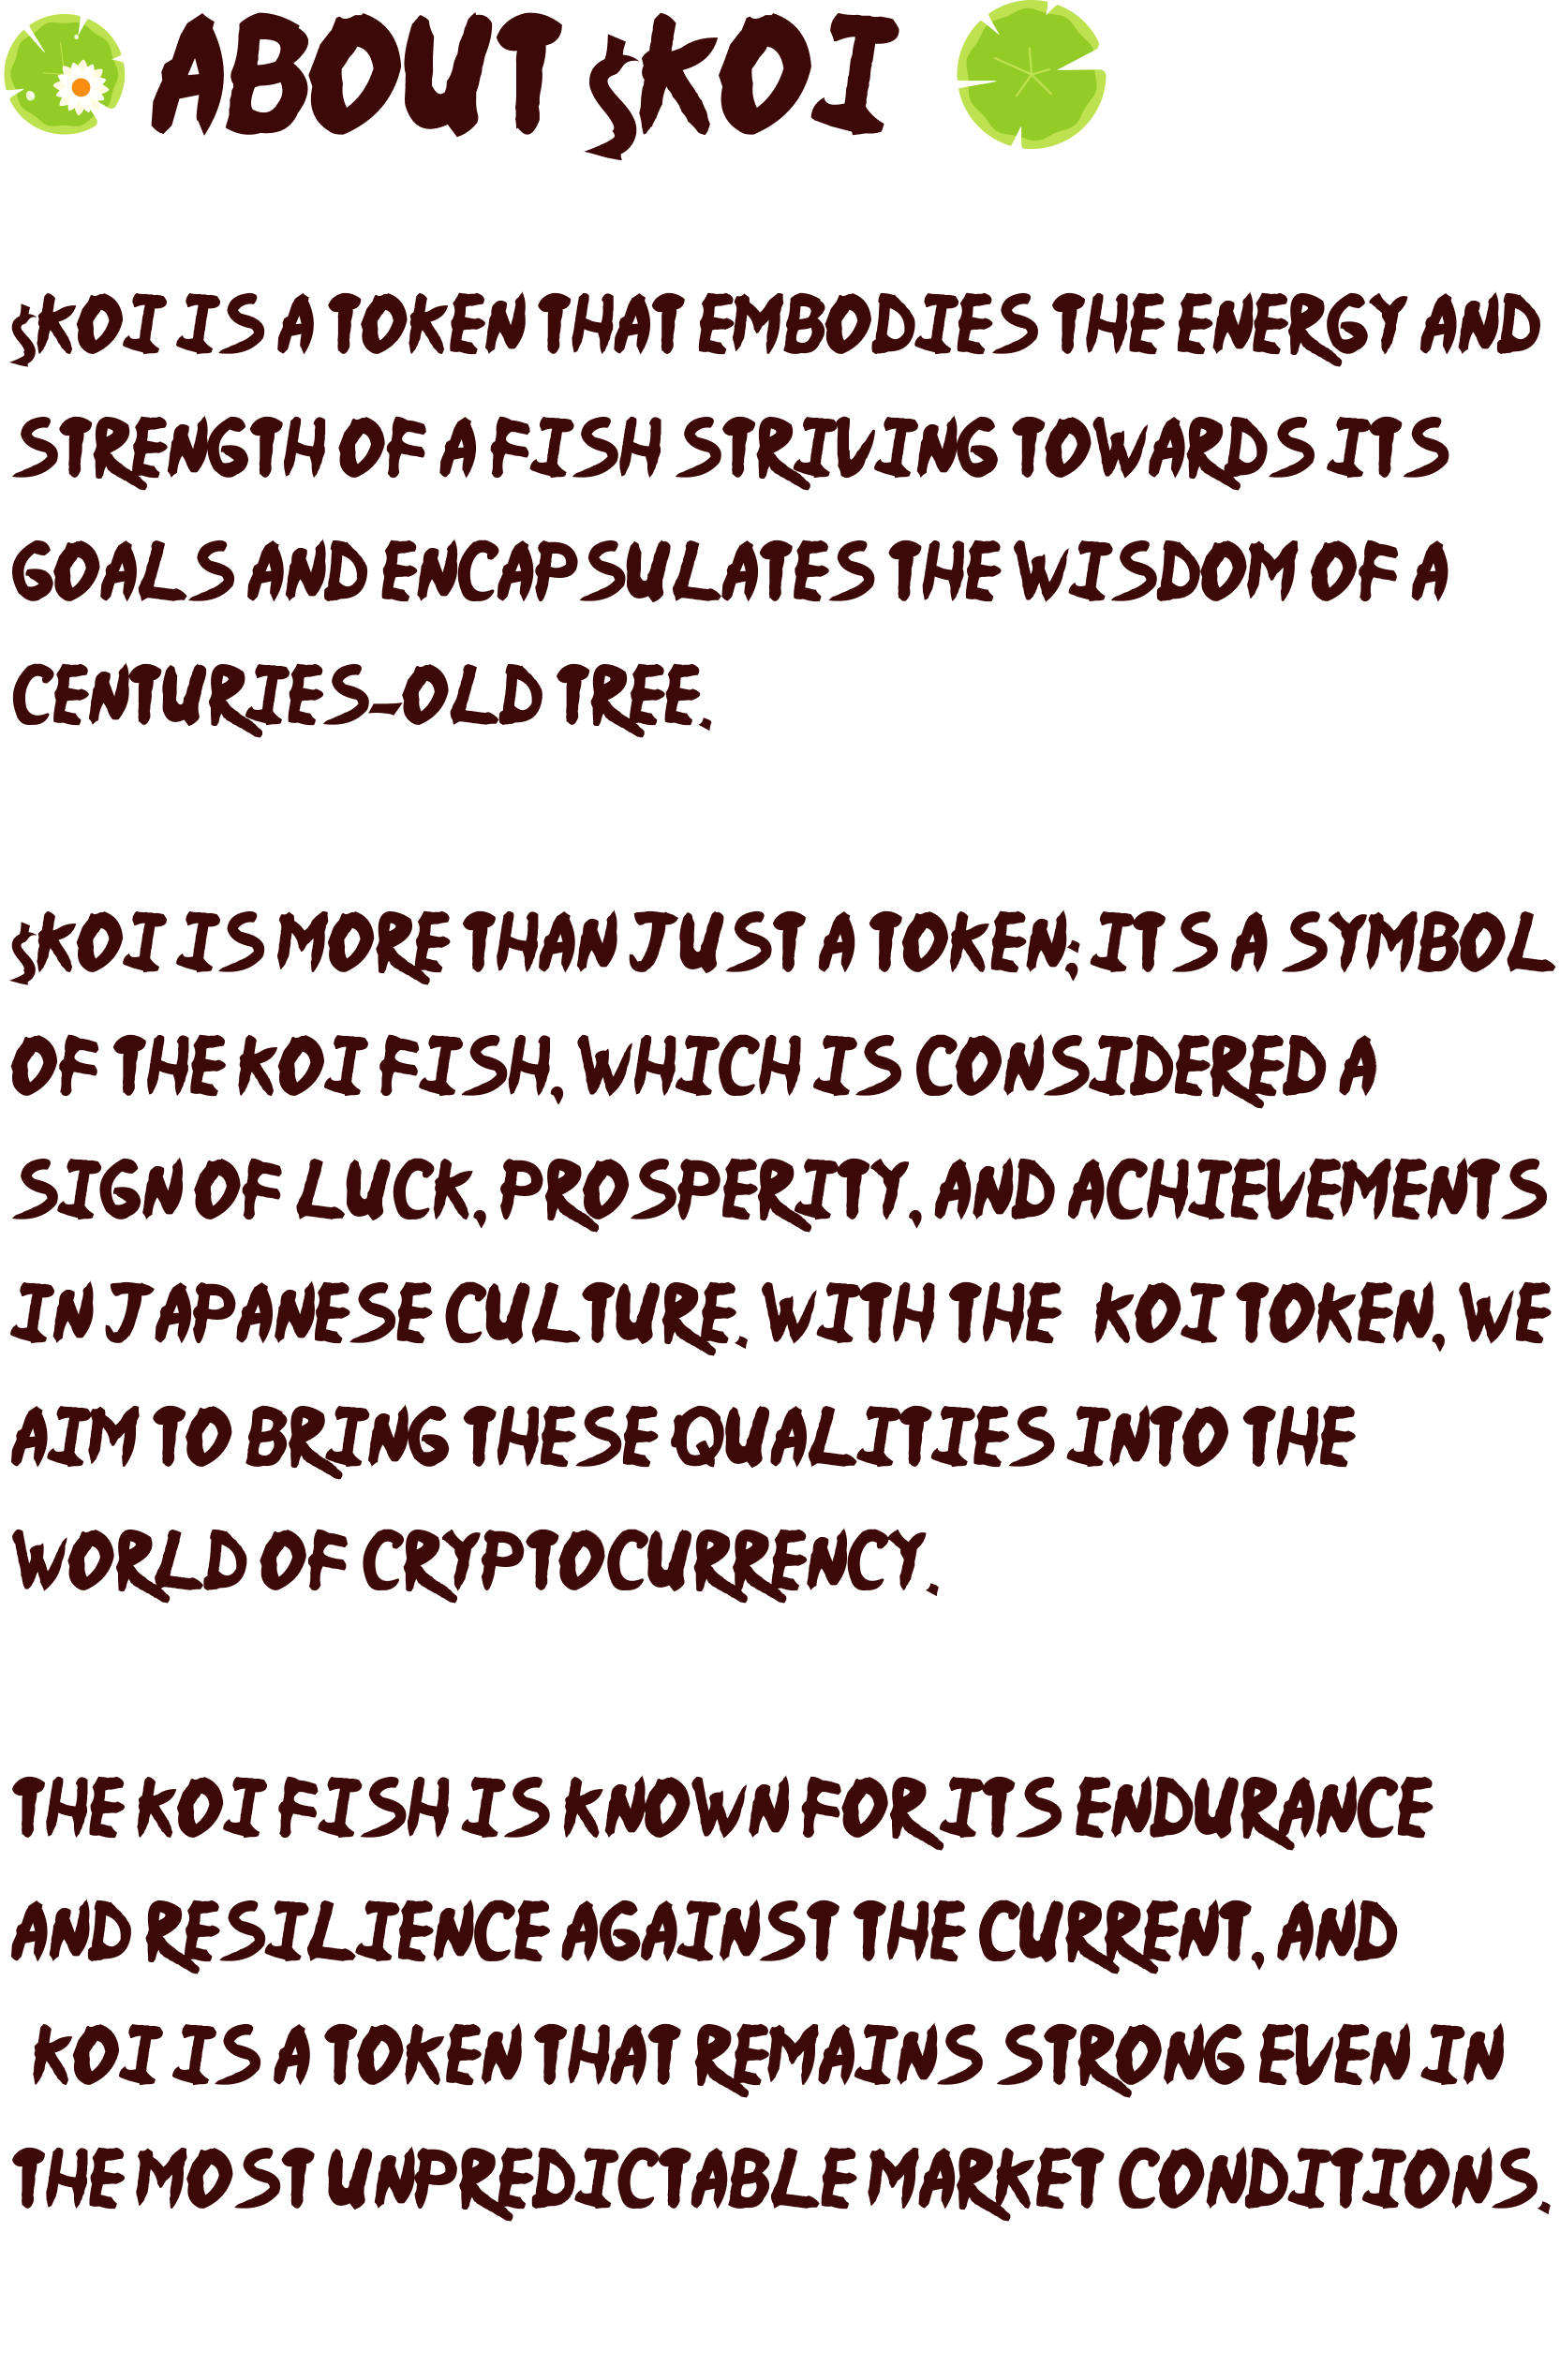 ABOUT $KOI
$KOI IS A TOKEN THAT EMBODIES THE ENERGY AND
STRENGTH OF A FISH STRIVING TOWARDS ITS
GOALS AND ENCAPSULATES THE WISDOM OF A
CENTURIES-OLD TREE.
$KOI IS MORE THAN JUST A TOKEN; IT'S A SYMBOL
OF THE KOI FISH, WHICH IS CONSIDERED A
SIGN OF LUCK, PROSPERITY, AND ACHIEVEMENTS
IN JAPANESE CULTURE. WITH THE KOI TOKEN, WE
AIM TO BRING THESE QUALITIES INTO THE
WORLD OF CRYPTOCURRENCY.
THE KOI FISH IS KNOWN FOR ITS ENDURANCE
AND RESILIENCE AGAINST THE CURRENT, AND
KOI IS A TOKEN THAT REMAINS STRONG EVEN IN
THE MOST UNPREDICTABLE MARKET CONDITIONS.